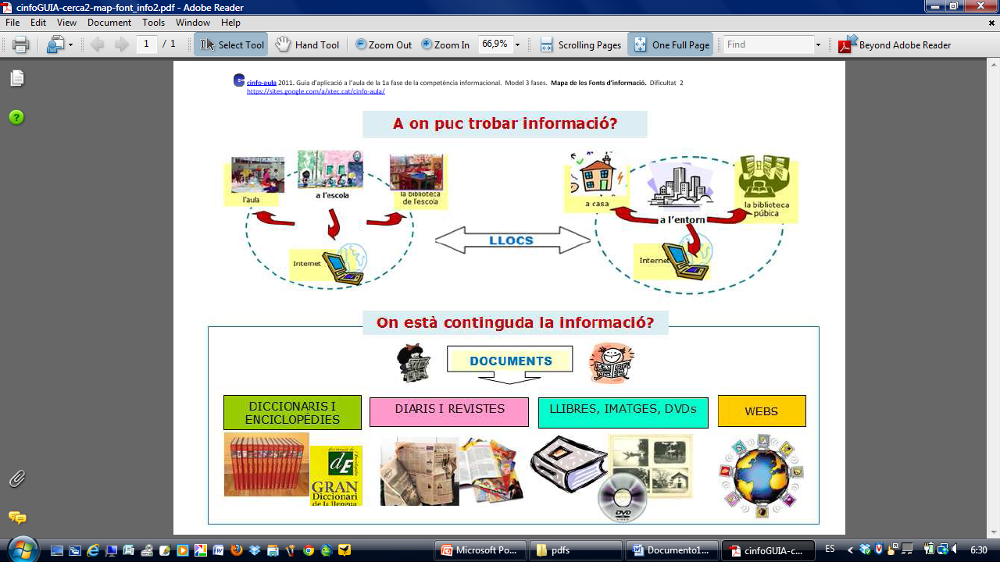 cinfoGUIA-cerca2-map-font_info2.pdf - Adobe Reader
File Edit View Document Tools Window Help
1 / 1 Select Tool Hand Tool Zoom Out Zoom In 66,9% Scrolling Pages One Full Page Find Beyond Adobe Reader
cinfo-aula 2011. Guia d'aplicació a l'aula de la 1a fase de la competència informacional. Model 3 fases. Mapa de les Fonts d'informació. Dificultat 2
https://sites.google.com/a/xtec.cat/cinfo-aula/
A on puc trobar informació?
l'aula
a l'escola
la biblioteca
de l'escola
Internet
LLOCS
a casa
a l'entorn
la biblioteca
púbica
Internet
On està continguda la informació?
DOCUMENTS
DICCIONARIS I
ENCICLOPÉDIES
DIARIS I REVISTES
LLIBRES, IMATGES, DVDs
WEBS
dE
GRAN
Diccionari
de la llengua
DVD
VIDEO
Microsoft Po...
pdfs
Documento1...
cinfoGUIA-c...
ES
6:30